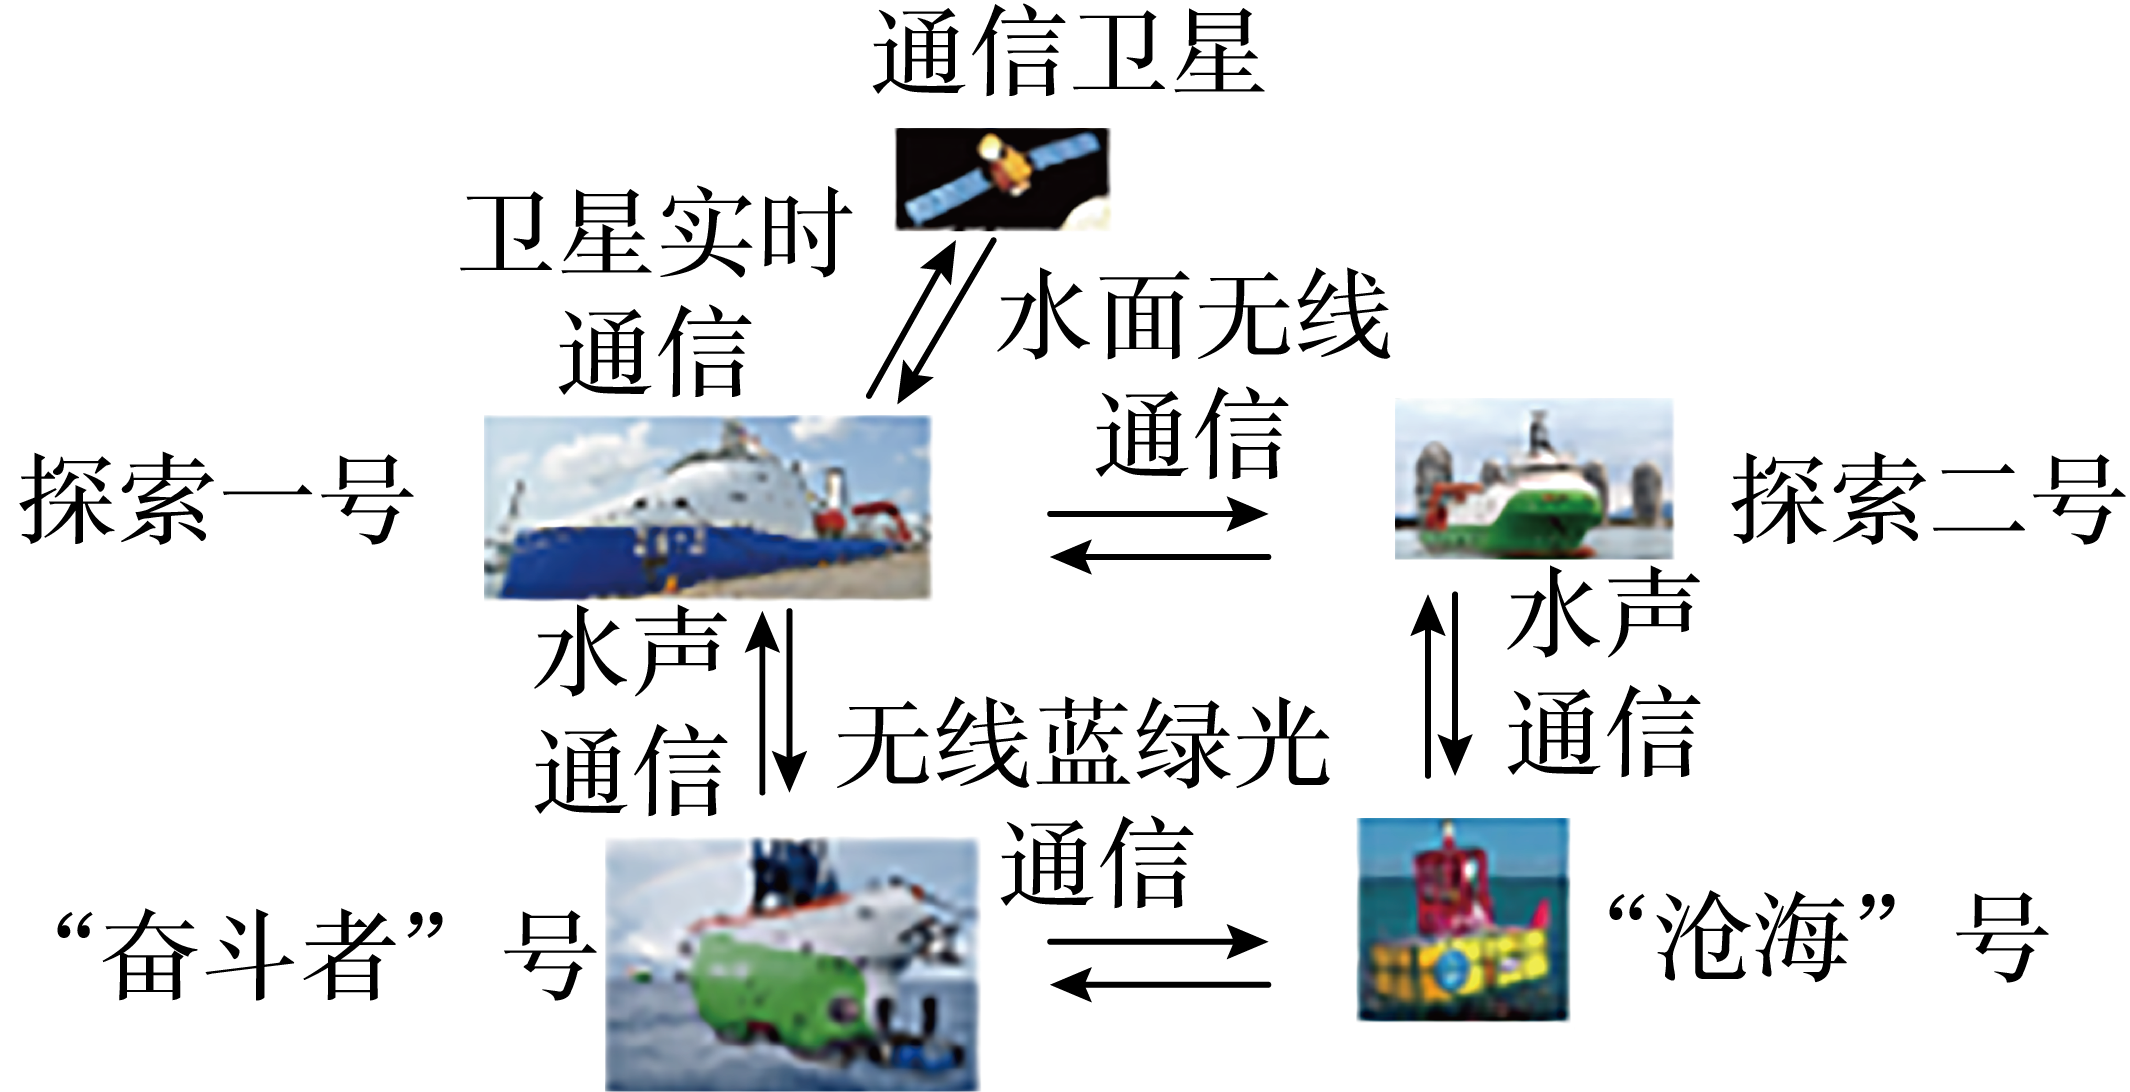 通信卫星
卫星实时
通信
水面无线
通信
探索一号
探索二号
水声
通信
水声
通信
无线蓝绿光
通信
“奋斗者”号
“沧海”号